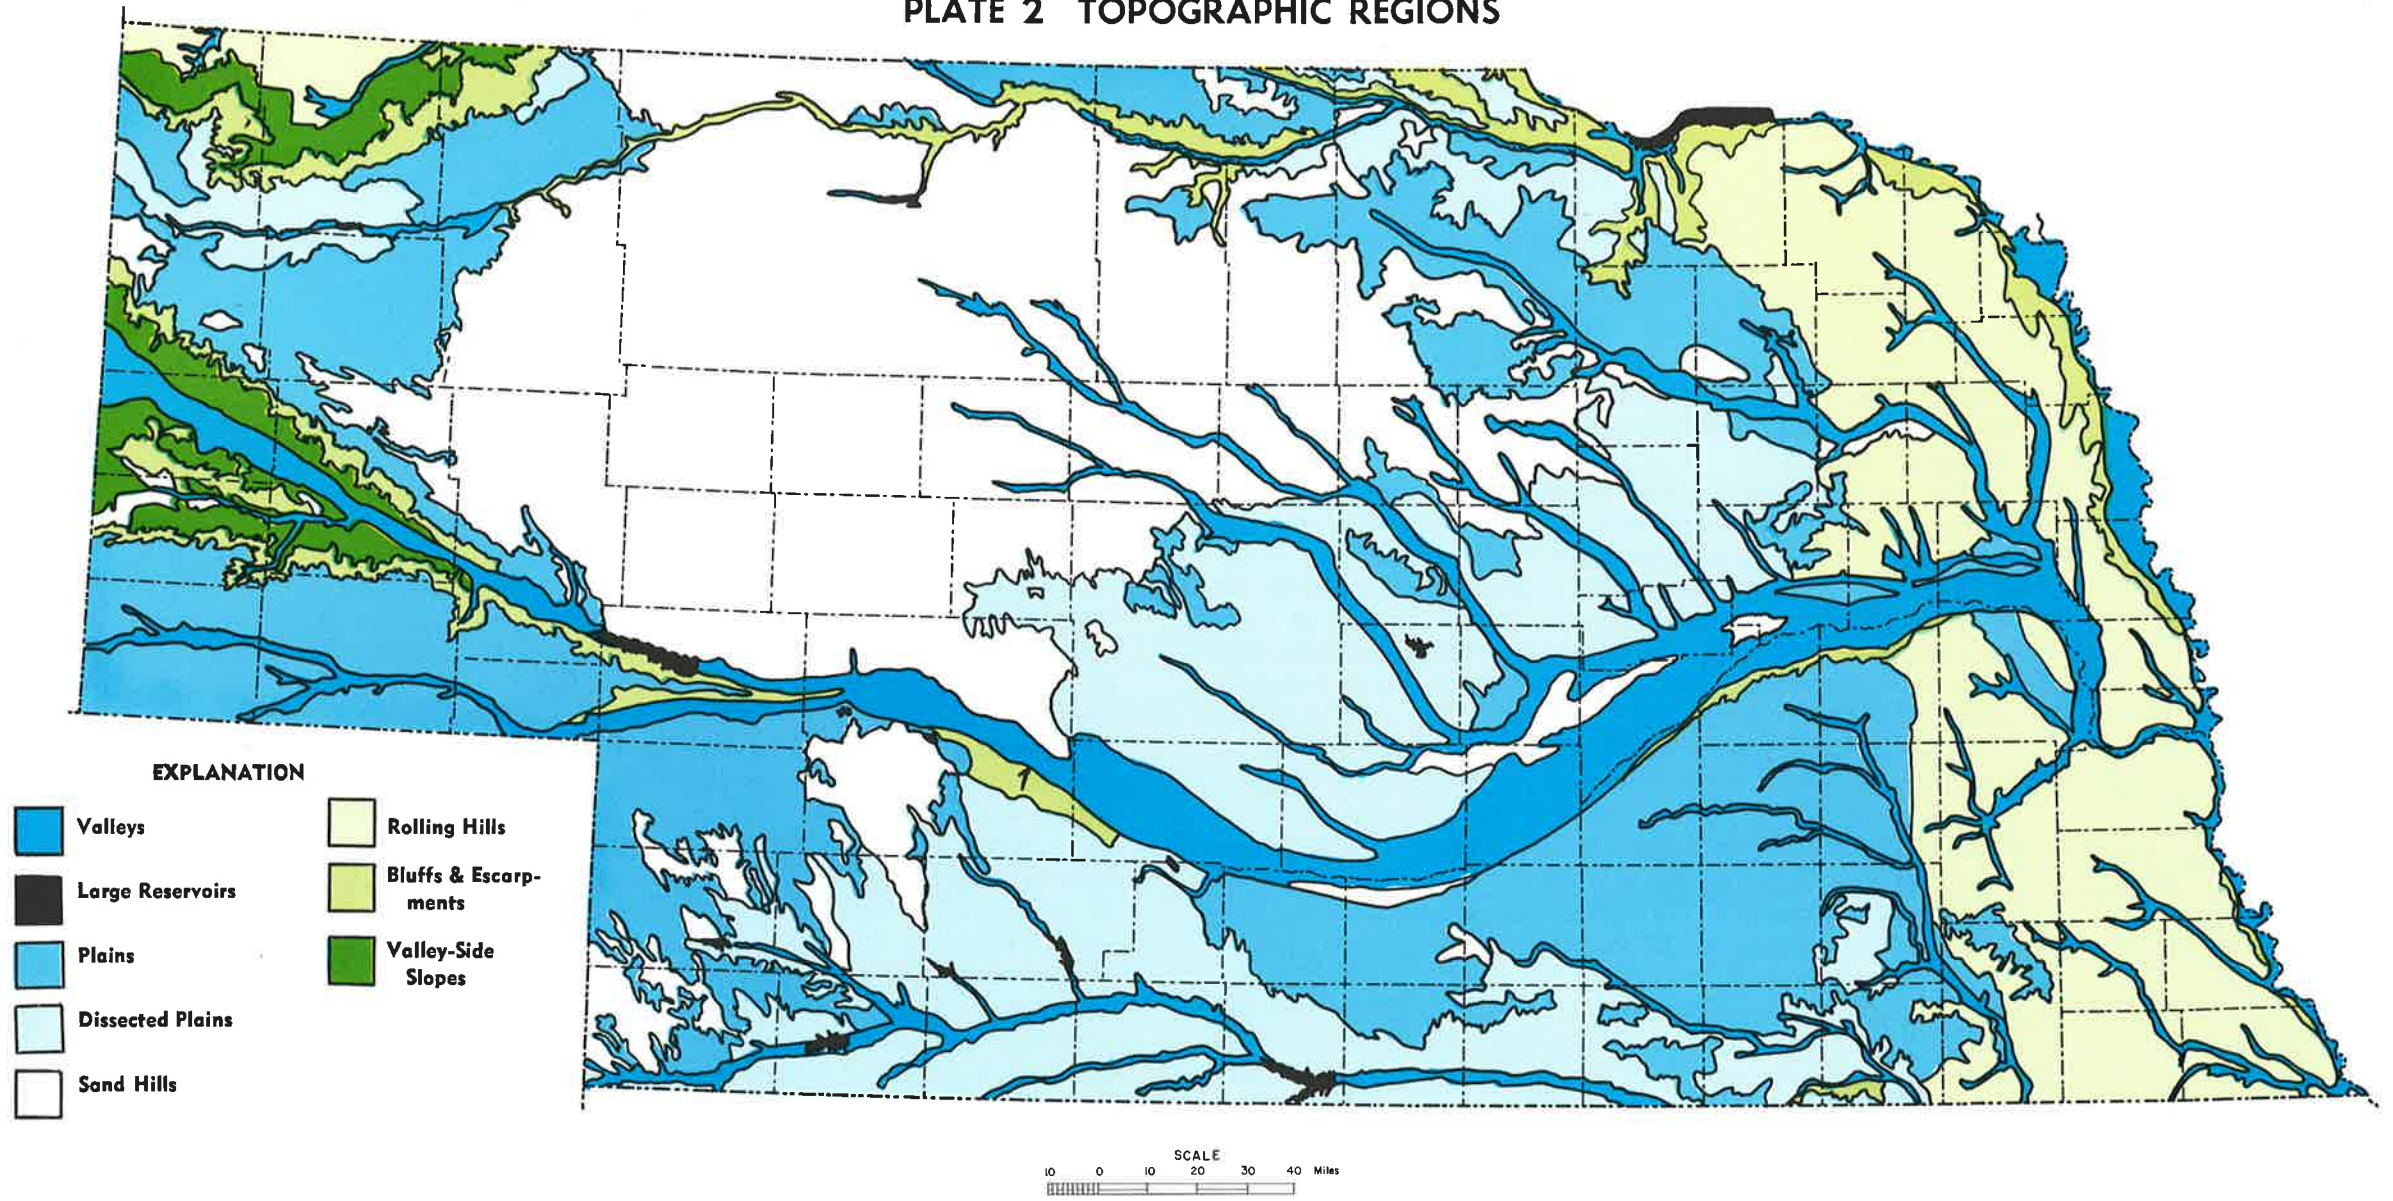 PLATE 2 TOPOGRAPHIC REGIONS
1
EXPLANATION
Valleys
Large Reservoirs
Plains
Dissected Plains
Sand Hills
Rolling Hills
Bluffs & Escarp-
ments
Valley-Side
Slopes
SCALE
10 0 10 20 30 40 Miles